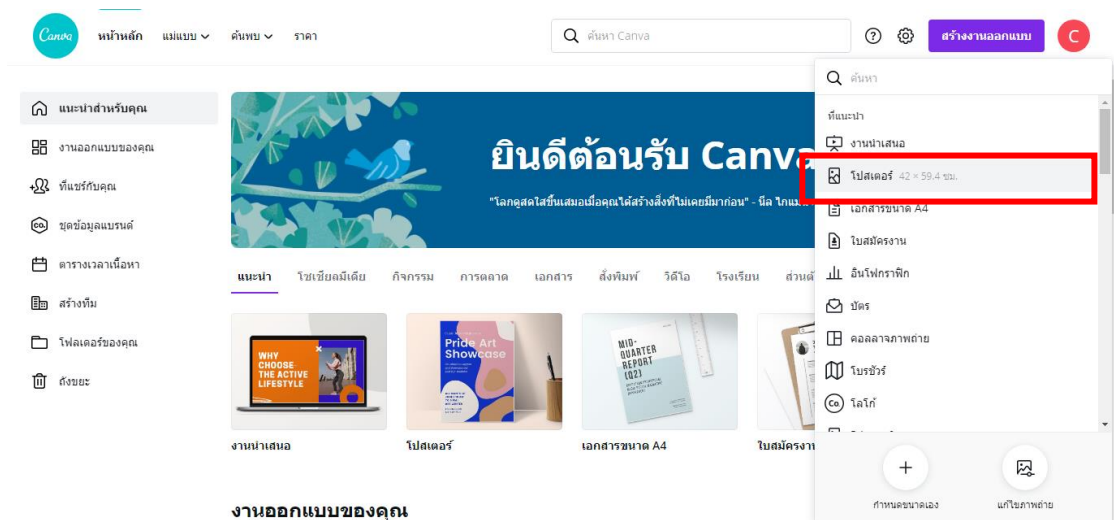 Canva
หน้าหลัก
แม่แบบ
ค้นพบ
ราคา
ค้นหา Canva
สร้างงานออกแบบ
C
แนะนำสำหรับคุณ
งานออกแบบของคุณ
ที่แชร์กับคุณ
ชุดข้อมูลแบรนด์
ตารางเวลาเนื้อหา
สร้างทีม
โฟลเดอร์ของคุณ
ถังขยะ
ยินดีต้อนรับ Canva
"โลกดูสดใสขึ้นเสมอเมื่อคุณได้สร้างสิ่งที่ไม่เคยมีมาก่อน" - นีล ไกแมน
แนะนำ
โซเชียลมีเดีย
กิจกรรม
การตลาด
เอกสาร
สั่งพิมพ์
วิดีโอ
โรงเรียน
WHY
CHOOSE
THE ACTIVE
LIFESTYLE
Pride Art
Showcase
MID-
QUARTER
REPORT
(Q2)
งานนำเสนอ
โปสเตอร์
เอกสารขนาด A4
ใบสมัครงาน
งานออกแบบของคุณ
ค้นหา
ที่แนะนำ
งานนำเสนอ
โปสเตอร์ 42 × 59.4 ซม.
เอกสารขนาด A4
ใบสมัครงาน
อินโฟกราฟิก
บัตร
คอลลาจภาพถ่าย
โบรชัวร์
Co. โลโก้
กำหนดขนาดเอง
แก้ไขภาพถ่าย